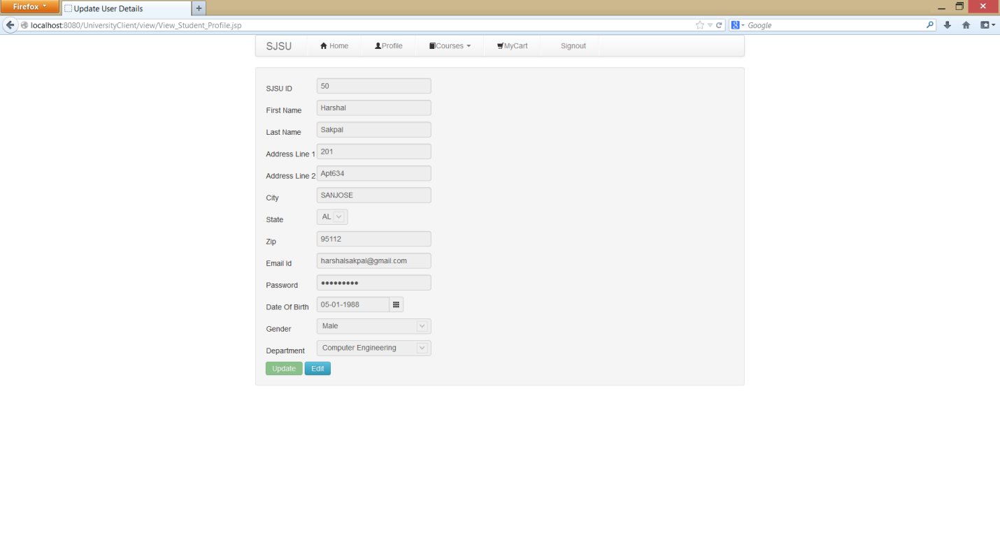 Firefox
Update User Details
localhost:8080/UniversityClient/view/View_Student_Profile.jsp
Google
SJSU Home Profile Courses MyCart Signout
SJSU ID 50
First Name Harshal
Last Name Sakpal
Address Line 1 201
Address Line 2 Apt634
City SANJOSE
State AL
Zip 95112
Email Id harshalsakpal@gmail.com
Password •••••••••
Date Of Birth 05-01-1988
Gender Male
Department Computer Engineering
Update Edit